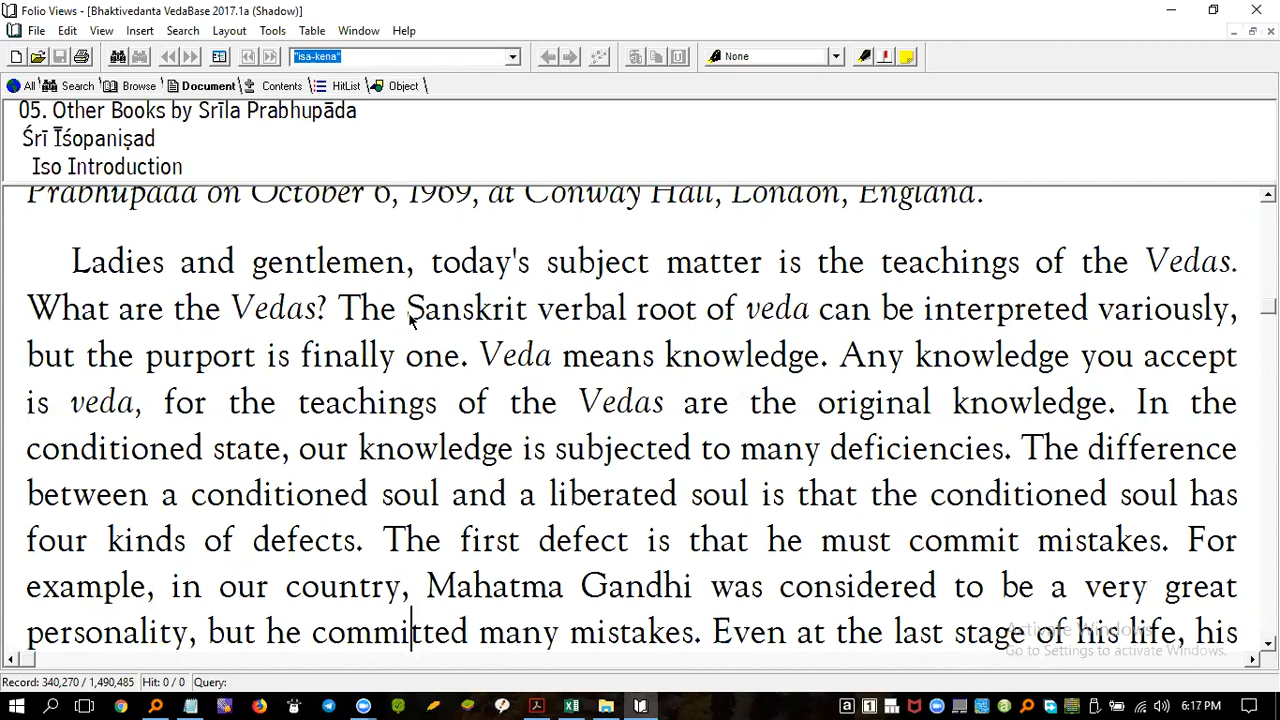 Folio Views - [Bhaktivedanta VedaBase 2017.1a (Shadow)]
File Edit View Insert Search Layout Tools Table Window Help
"isa-kena" None
All Search Browse Document Contents HitList Object
05. Other Books by Srīla Prabhupāda
Śrī Īśopaniṣad
Iso Introduction
Prabhupāda on October 6, 1969, at Conway Hall, London, England.
Ladies and gentlemen, today's subject matter is the teachings of the Vedas.
What are the Vedas? The Sanskrit verbal root of veda can be interpreted variously,
but the purport is finally one. Veda means knowledge. Any knowledge you accept
is veda, for the teachings of the Vedas are the original knowledge. In the
conditioned state, our knowledge is subjected to many deficiencies. The difference
between a conditioned soul and a liberated soul is that the conditioned soul has
four kinds of defects. The first defect is that he must commit mistakes. For
example, in our country, Mahatma Gandhi was considered to be a very great
personality, but he committed many mistakes. Even at the last stage of his life, his
Activate Windows
Go to Settings to activate Windows.
Record: 340,270 / 1,490,485 Hit: 0 / 0 Query:
6:17 PM